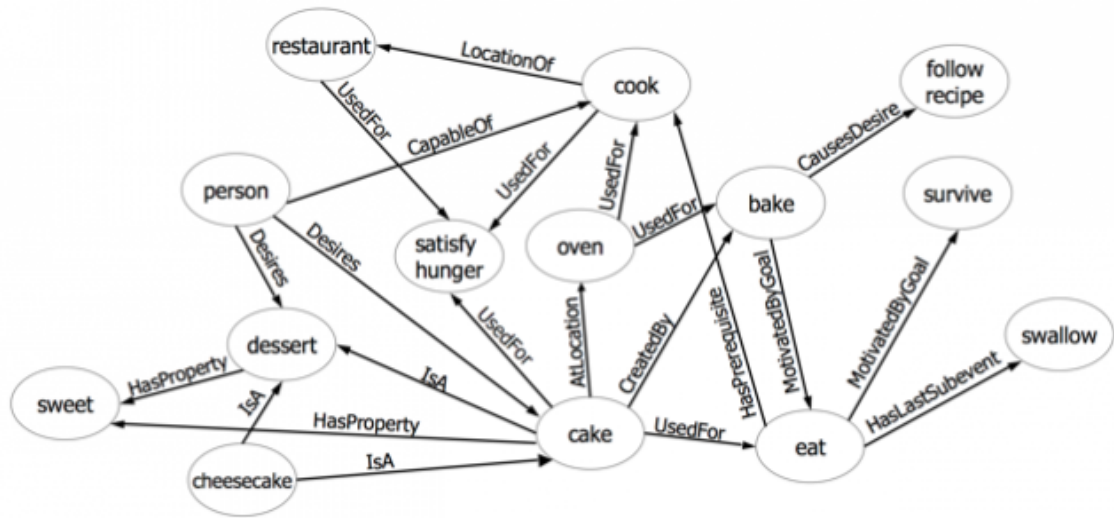 restaurant
LocationOf
cook
follow
recipe
UsedFor
CapableOf
UsedFor
UsedFor
CausesDesire
person
UsedFor
bake
survive
Desires
Desires
satisfy
hunger
oven
dessert
UsedFor
AtLocation
CreatedBy
HasPrerequisite
MotivatedByGoal
MotivatedByGoal
swallow
HasProperty
IsA
sweet
IsA
HasProperty
cake
UsedFor
eat
HasLastSubevent
cheesecake
IsA